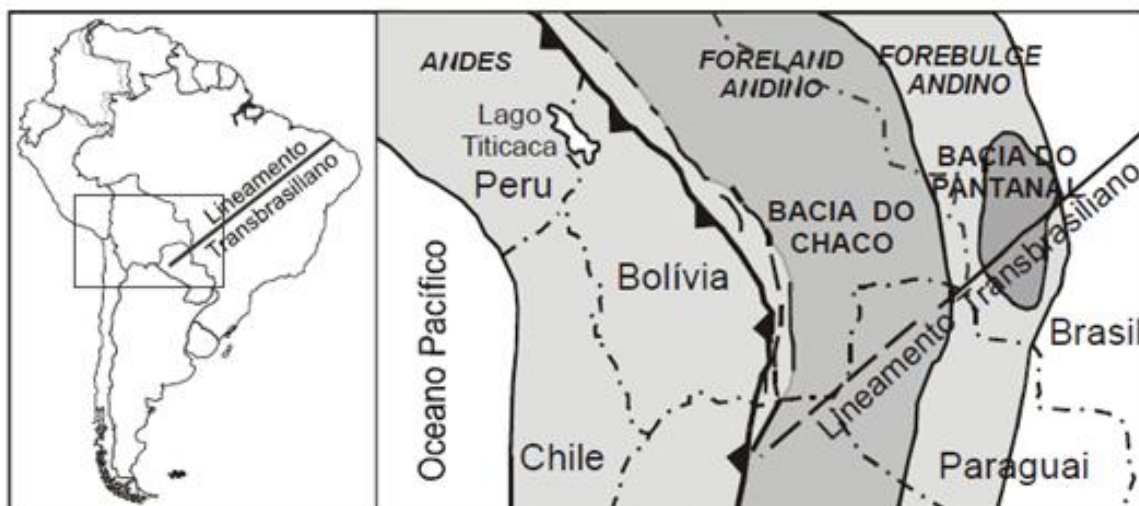 Lineamento
Transbrasiliano
ANDES
FORELAND
ANDINO
FOREBULGE
ANDINO
Lago
Titicaca
Peru
BACIA DO
PANTANAL
BACIA DO
CHACO
Bolívia
Oceano Pacífico
Lineamento Transbrasiliano
Brasil
Chile
Paraguai